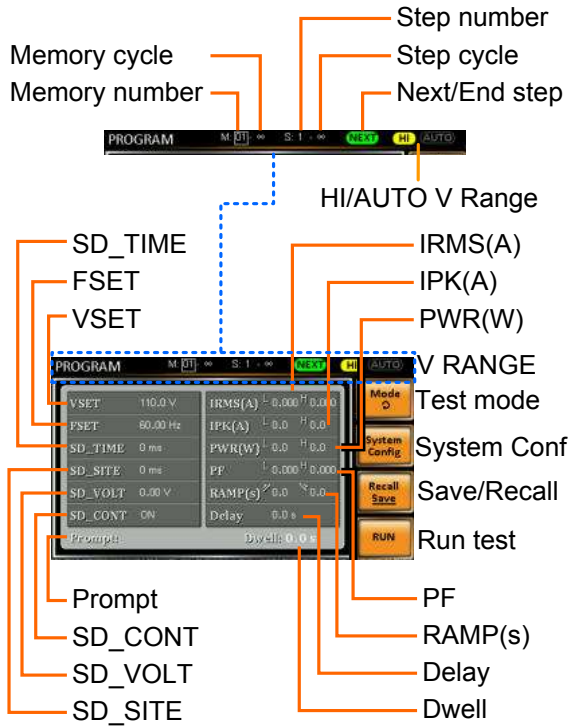 Step number
Memory cycle
Step cycle
Memory number
Next/End step
PROGRAM M: 01 - ∞ S: 1 - ∞ NEXT HI AUTO
HI/AUTO V Range
SD_TIME
IRMS(A)
FSET
IPK(A)
VSET
PWR(W)
PROGRAM M: 01 - ∞ S: 1 - ∞ NEXT HI AUTO
V RANGE
VSET 110.0 V IRMS(A) L 0.000 H 0.000
Mode
Test mode
FSET 60.00 Hz IPK(A) L 0.0 H 0.0
SD_TIME 0 ms PWR(W) L 0.0 H 0.0
System
Config
System Conf
SD_SITE 0 ms PF L 0.000 H 0.000
SD_VOLT 0.00 V RAMP(s) 0.0 0.0
Recall
Save
Save/Recall
SD_CONT ON Delay 0.0 s
Prompt: Dwell: 0.0 s
RUN
Run test
Prompt
PF
SD_CONT
RAMP(s)
SD_VOLT
Delay
SD_SITE
Dwell